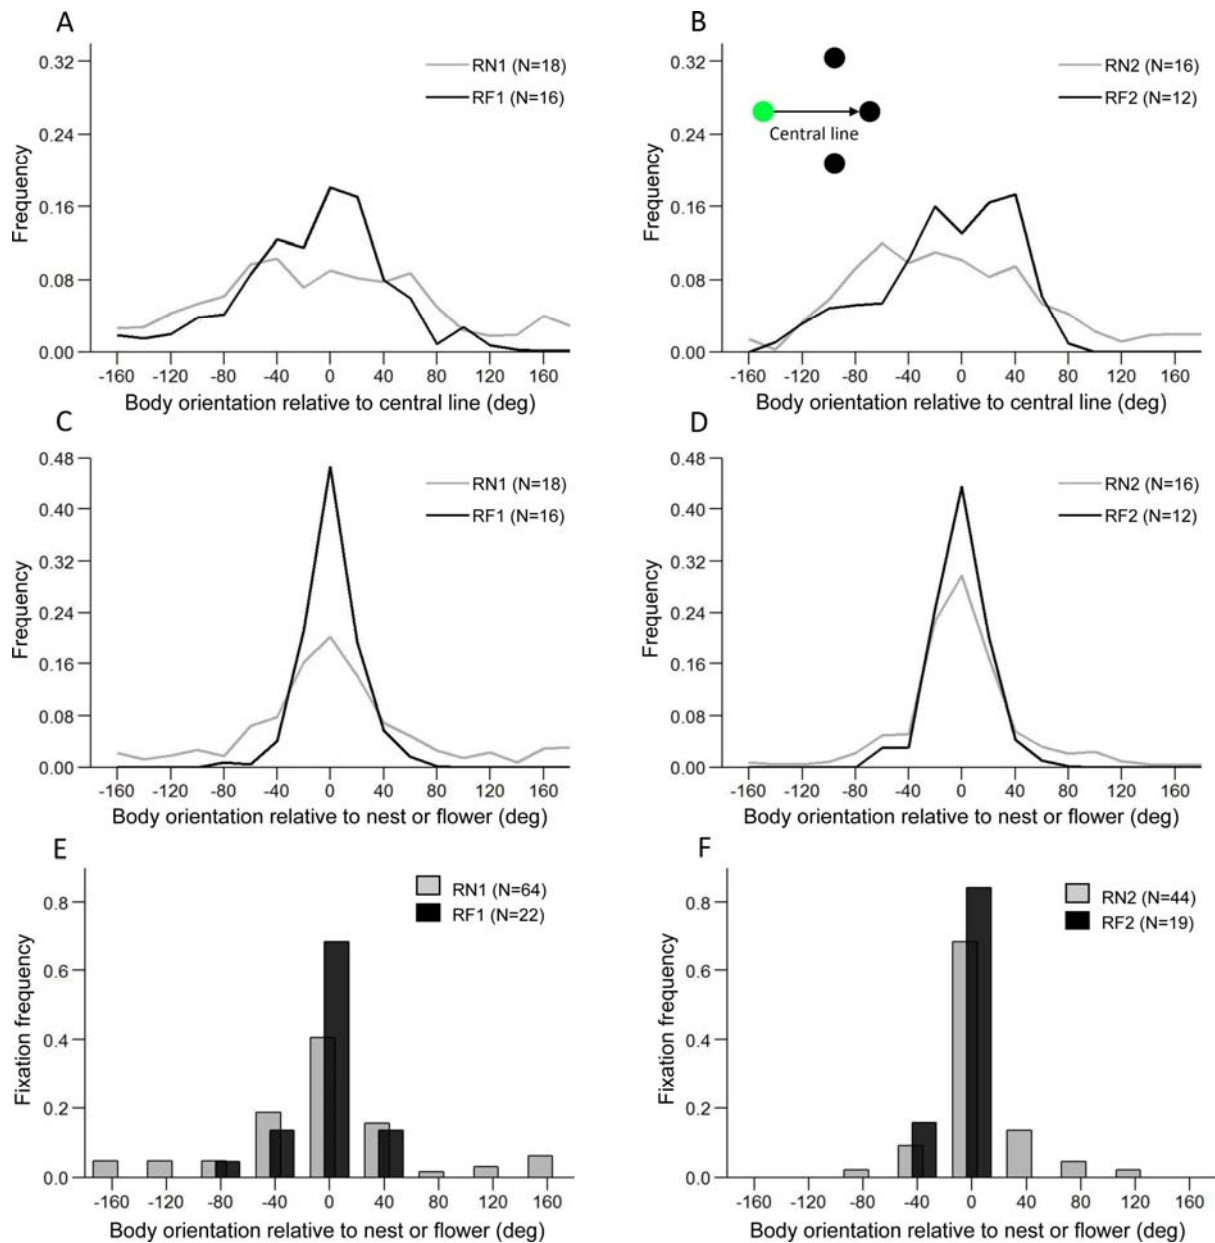 A
B
0.32
0.24
0.16
0.08
0.00
Frequency
RN1 (N=18)
RF1 (N=16)
-160 -120 -80 -40 0 40 80 120 160
Body orientation relative to central line (deg)
0.32
0.24
0.16
0.08
0.00
Frequency
RN2 (N=16)
RF2 (N=12)
Central line
-160 -120 -80 -40 0 40 80 120 160
Body orientation relative to central line (deg)
C
D
0.48
0.40
0.32
0.24
0.16
0.08
0.00
Frequency
RN1 (N=18)
RF1 (N=16)
-160 -120 -80 -40 0 40 80 120 160
Body orientation relative to nest or flower (deg)
0.48
0.40
0.32
0.24
0.16
0.08
0.00
Frequency
RN2 (N=16)
RF2 (N=12)
-160 -120 -80 -40 0 40 80 120 160
Body orientation relative to nest or flower (deg)
E
F
0.8
0.6
0.4
0.2
0.0
Fixation frequency
RN1 (N=64)
RF1 (N=22)
-160 -120 -80 -40 0 40 80 120 160
Body orientation relative to nest or flower (deg)
0.8
0.6
0.4
0.2
0.0
Fixation frequency
RN2 (N=44)
RF2 (N=19)
-160 -120 -80 -40 0 40 80 120 160
Body orientation relative to nest or flower (deg)